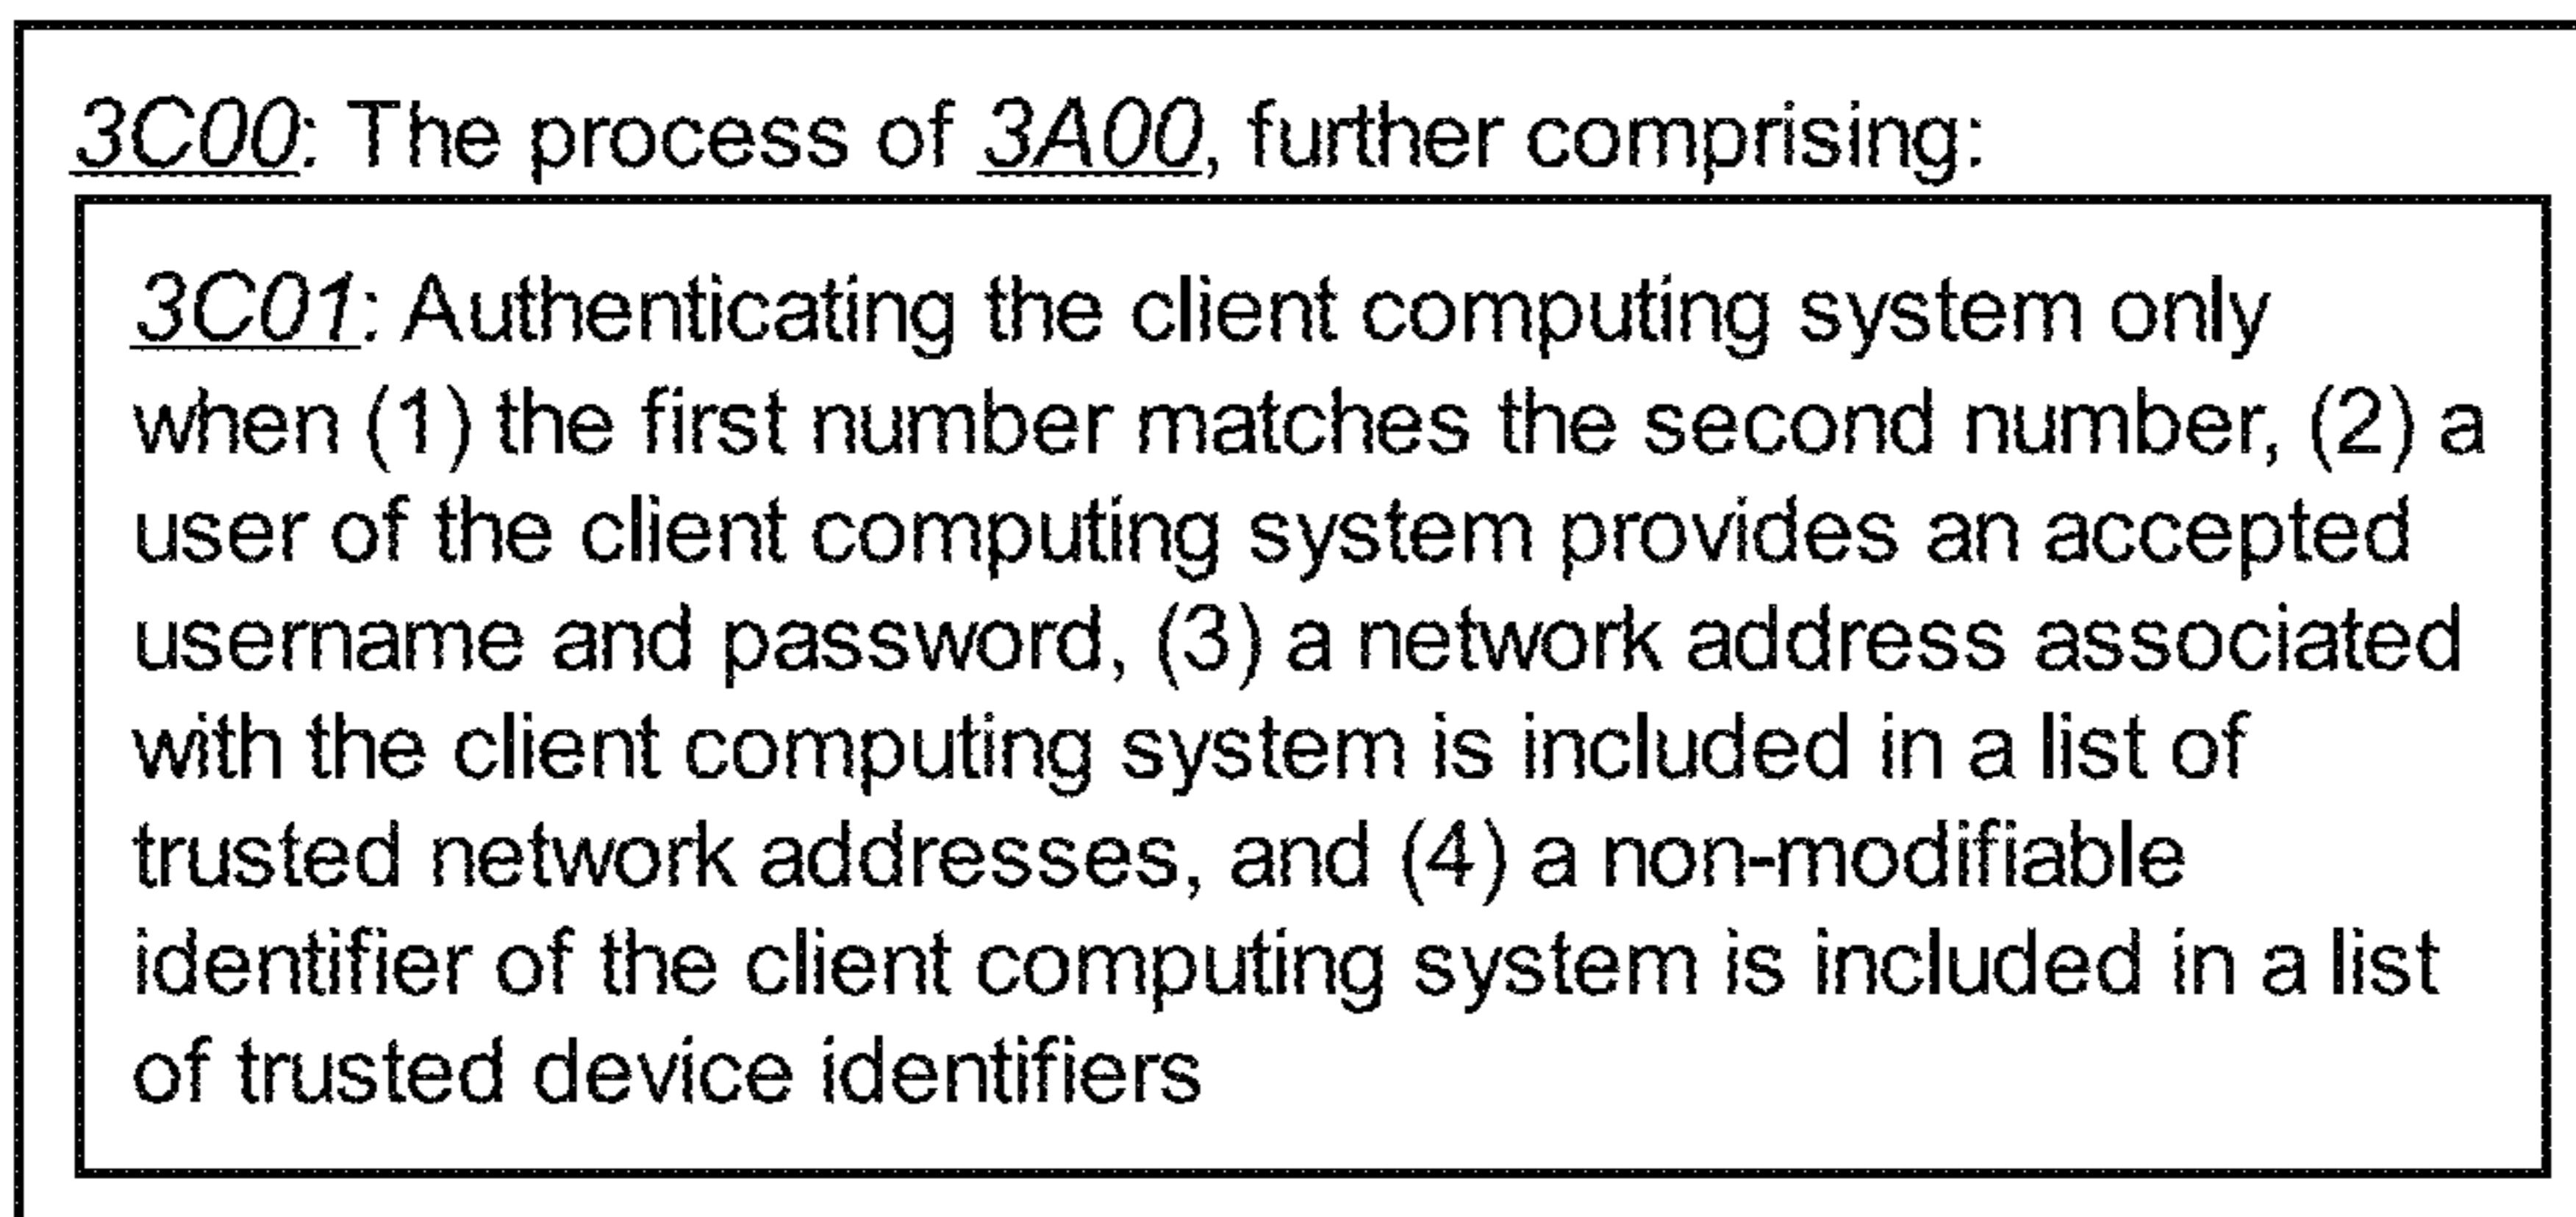 3C00: The process of 3A00, further comprising:
3C01: Authenticating the client computing system only
when (1) the first number matches the second number, (2) a
user of the client computing system provides an accepted
username and password, (3) a network address associated
with the client computing system is included in a list of
trusted network addresses, and (4) a non-modifiable
identifier of the client computing system is included in a list
of trusted device identifiers